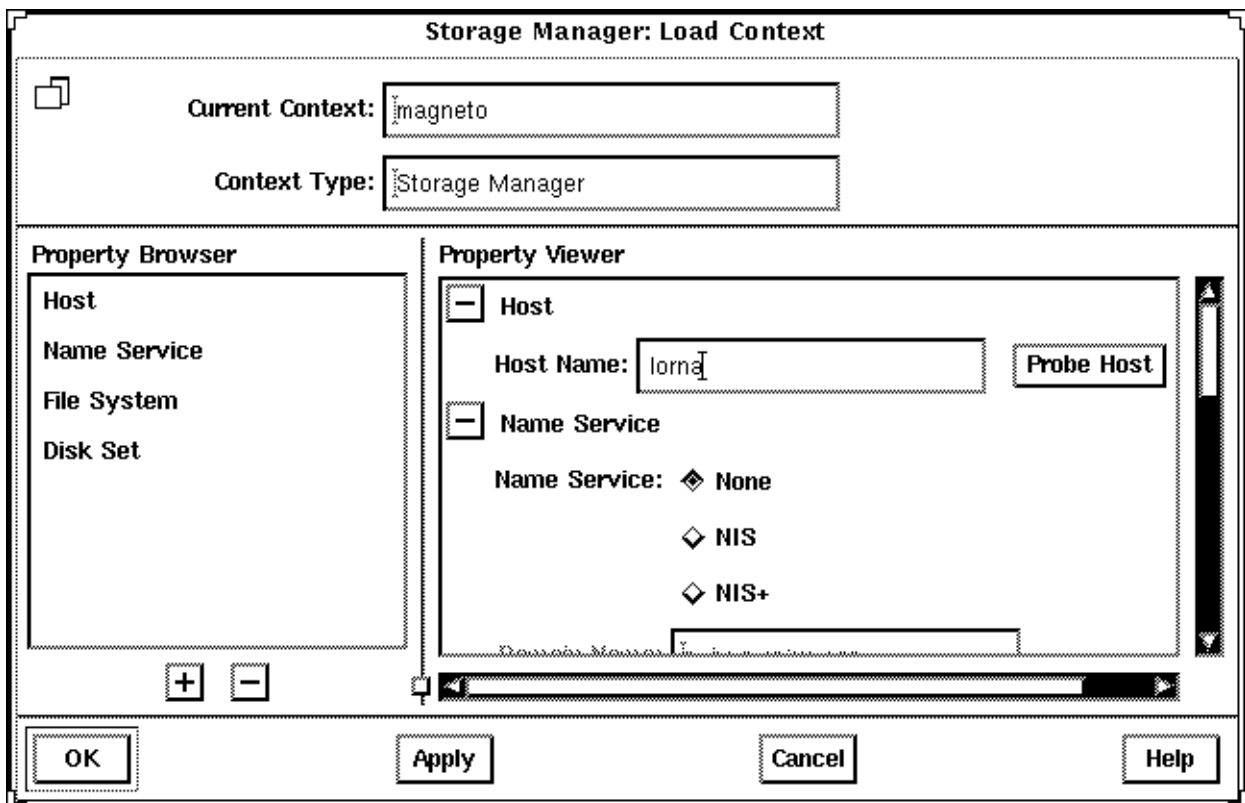 Storage Manager: Load Context
Current Context: magneto
Context Type: Storage Manager
Property Browser
Host
Name Service
File System
Disk Set
+ −
Property Viewer
− Host
Host Name: lorna Probe Host
− Name Service
Name Service: None
NIS
NIS+
OK Apply Cancel Help